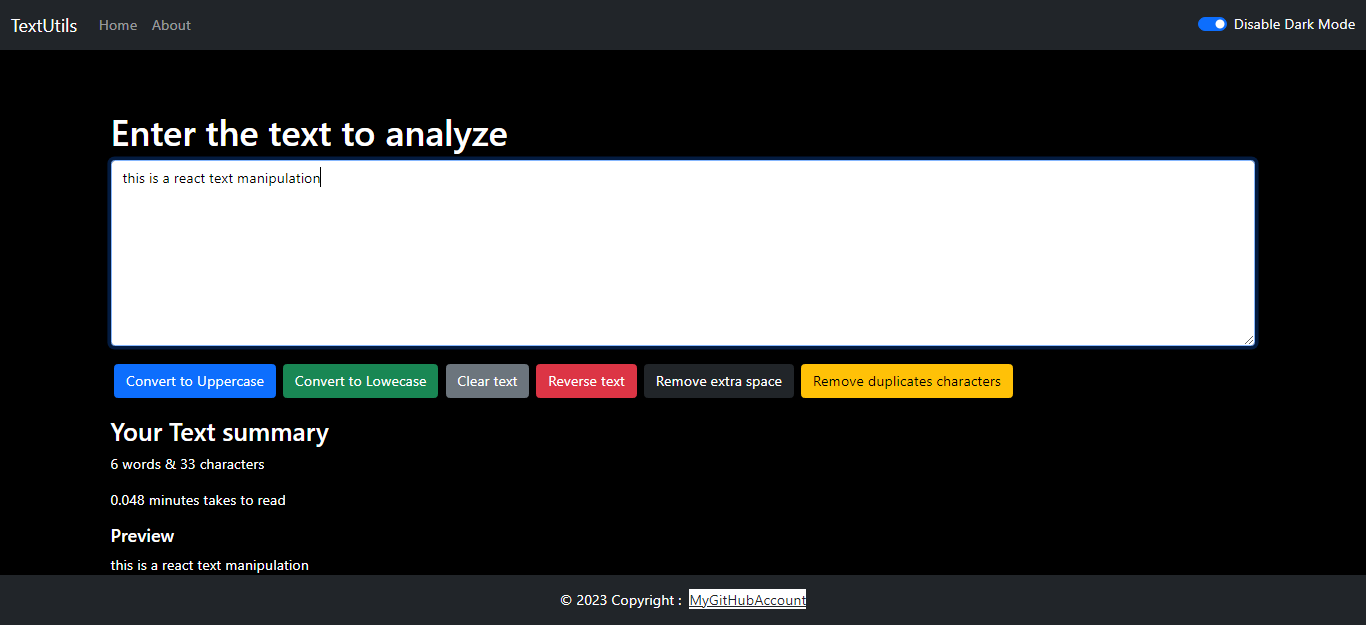 TextUtils Home About Disable Dark Mode
Enter the text to analyze
this is a react text manipulation
Convert to Uppercase Convert to Lowecase Clear text Reverse text Remove extra space Remove duplicates characters
Your Text summary
6 words & 33 characters
0.048 minutes takes to read
Preview
this is a react text manipulation
© 2023 Copyright : MyGitHubAccount